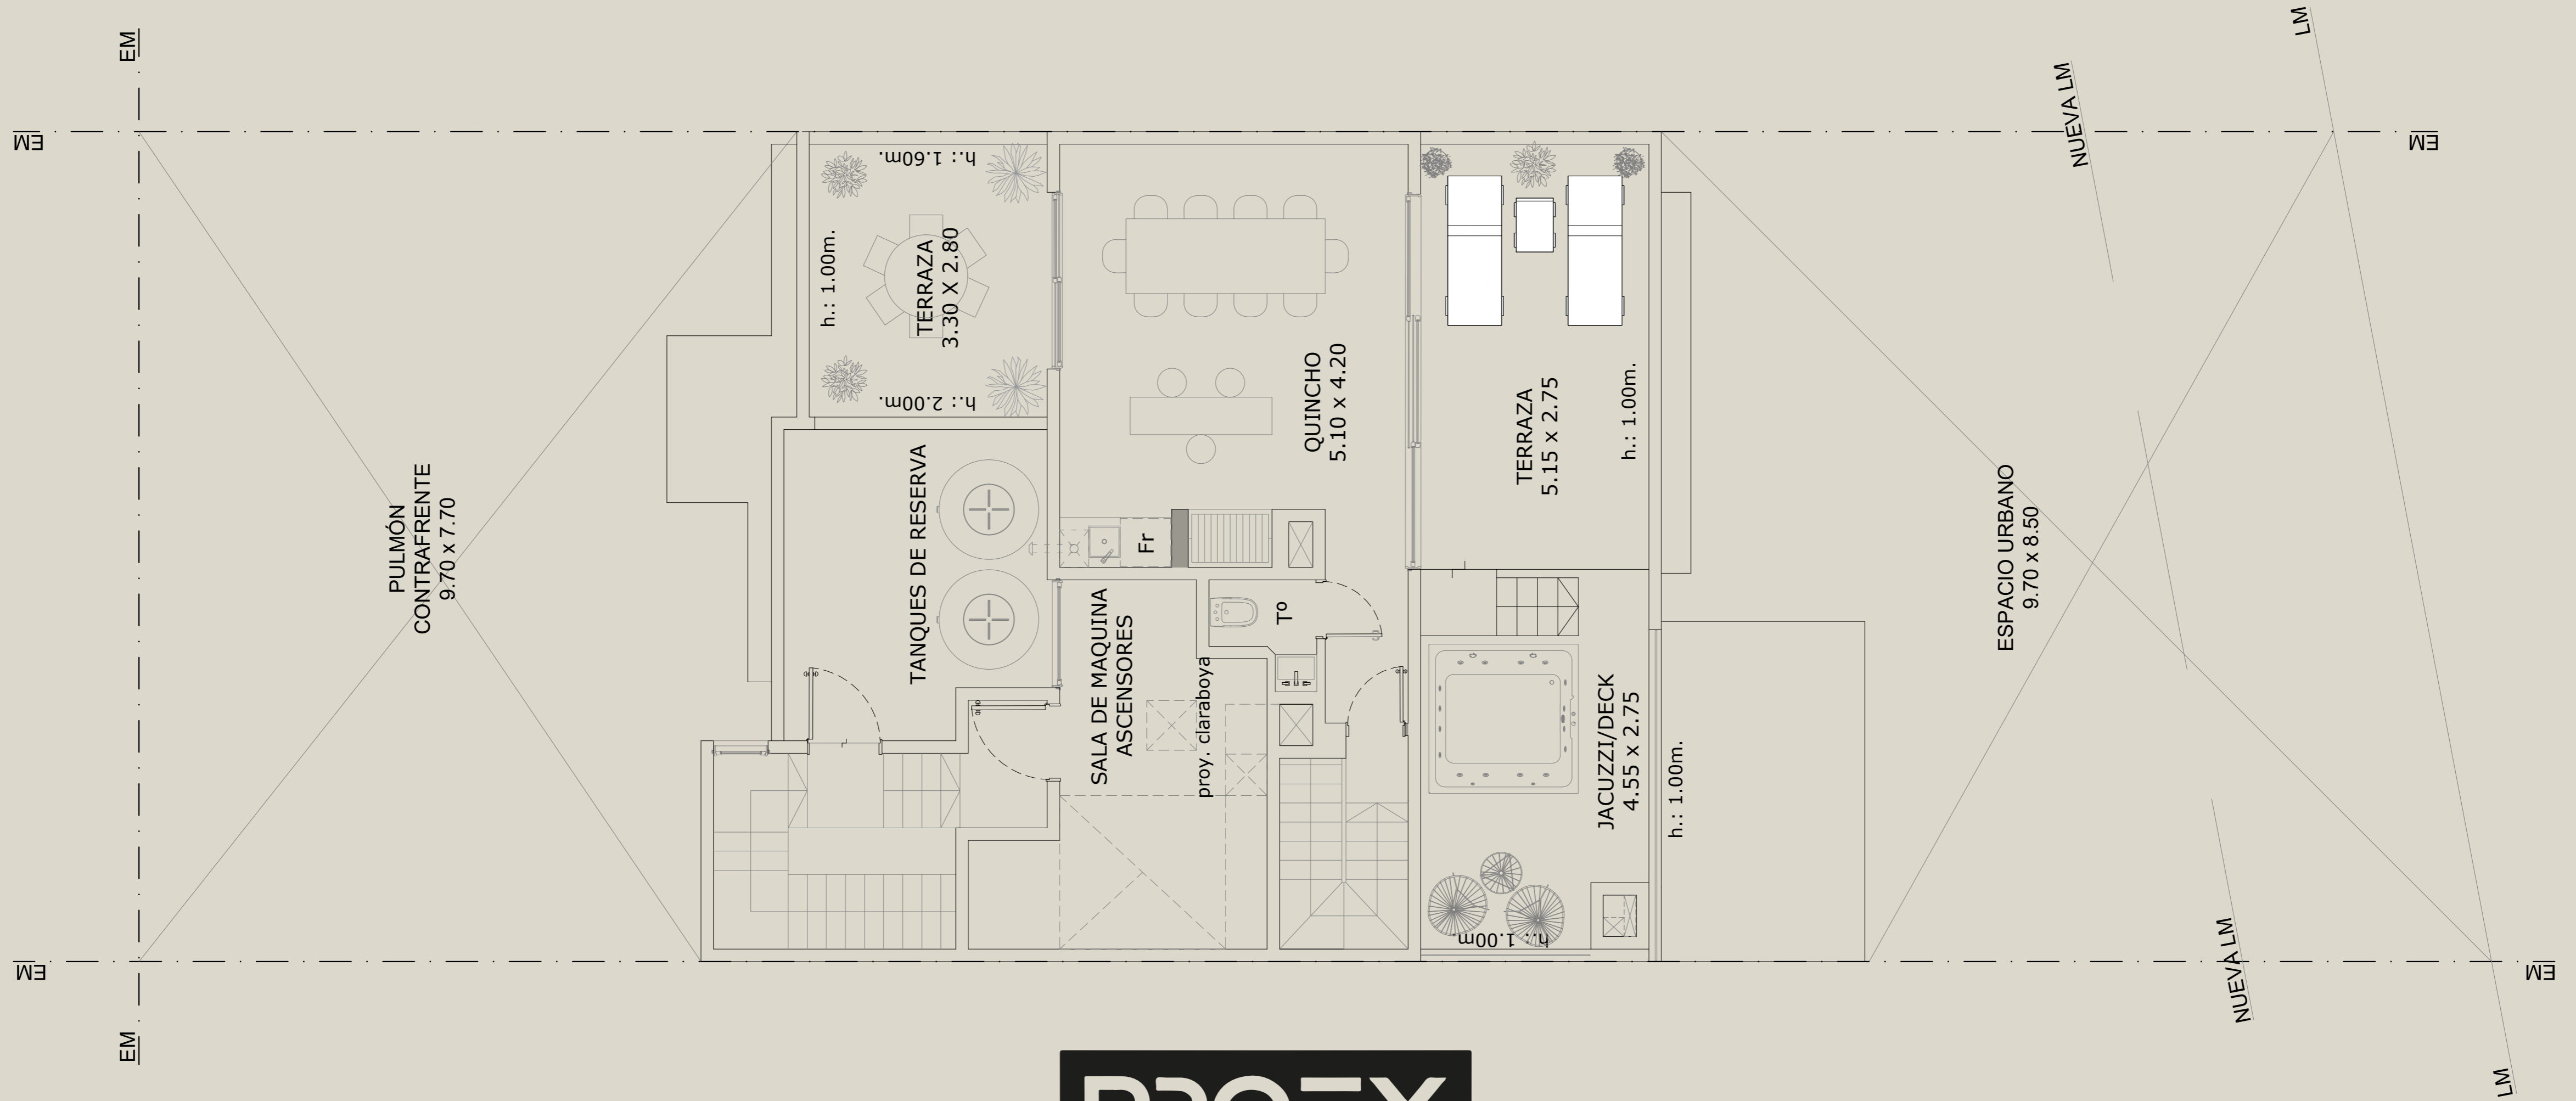 EM
EM
LM
NUEVA LM
EM
h.: 1.60m.
h.: 1.00m.
TERRAZA
3.30 X 2.80
h.: 2.00m.
QUINCHO
5.10 x 4.20
TERRAZA
5.15 x 2.75
h.: 1.00m.
PULMÓN
CONTRAFRENTE
9.70 x 7.70
TANQUES DE RESERVA
Fr
ESPACIO URBANO
9.70 x 8.50
SALA DE MAQUINA
ASCENSORES
To
proy. claraboya
JACUZZI/DECK
4.55 x 2.75
h.: 1.00m.
h.: 1.00m.
EM
EM
NUEVA LM
EM
LM